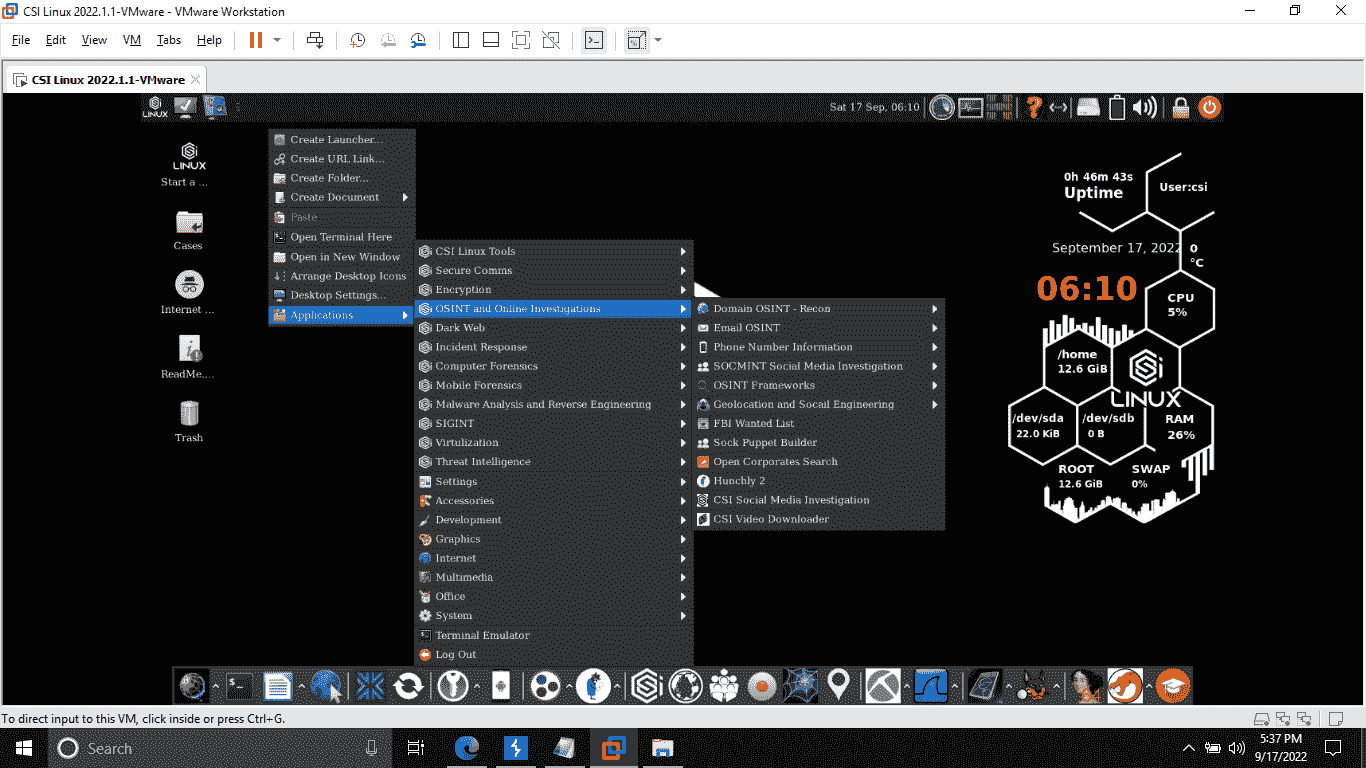 CSI Linux 2022.1.1-VMware - VMware Workstation
File Edit View VM Tabs Help
CSI Linux 2022.1.1-VMware
LINUX
Sat 17 Sep, 06:10
LINUX
Start a ...
Cases
Internet ...
ReadMe....
Trash
Create Launcher...
Create URL Link...
Create Folder...
Create Document
Paste
Open Terminal Here
Open in New Window
Arrange Desktop Icons
Desktop Settings...
Applications
CSI Linux Tools
Secure Comms
Encryption
OSINT and Online Investigations
Dark Web
Incident Response
Computer Forensics
Mobile Forensics
Malware Analysis and Reverse Engineering
SIGINT
Virtulization
Threat Intelligence
Settings
Accessories
Development
Graphics
Internet
Multimedia
Office
System
Terminal Emulator
Log Out
Domain OSINT - Recon
Email OSINT
Phone Number Information
SOCMINT Social Media Investigation
OSINT Frameworks
Geolocation and Socail Engineering
FBI Wanted List
Sock Puppet Builder
Open Corporates Search
Hunchly 2
CSI Social Media Investigation
CSI Video Downloader
0h 46m 43s
Uptime
User:csi
September 17, 2022
0
°C
06:10
CPU
5%
/home
12.6 GiB
LINUX
/dev/sda
22.0 KiB
/dev/sdb
0 B
RAM
26%
ROOT
12.6 GiB
SWAP
0%
64
To direct input to this VM, click inside or press Ctrl+G.
Search
5:37 PM
9/17/2022